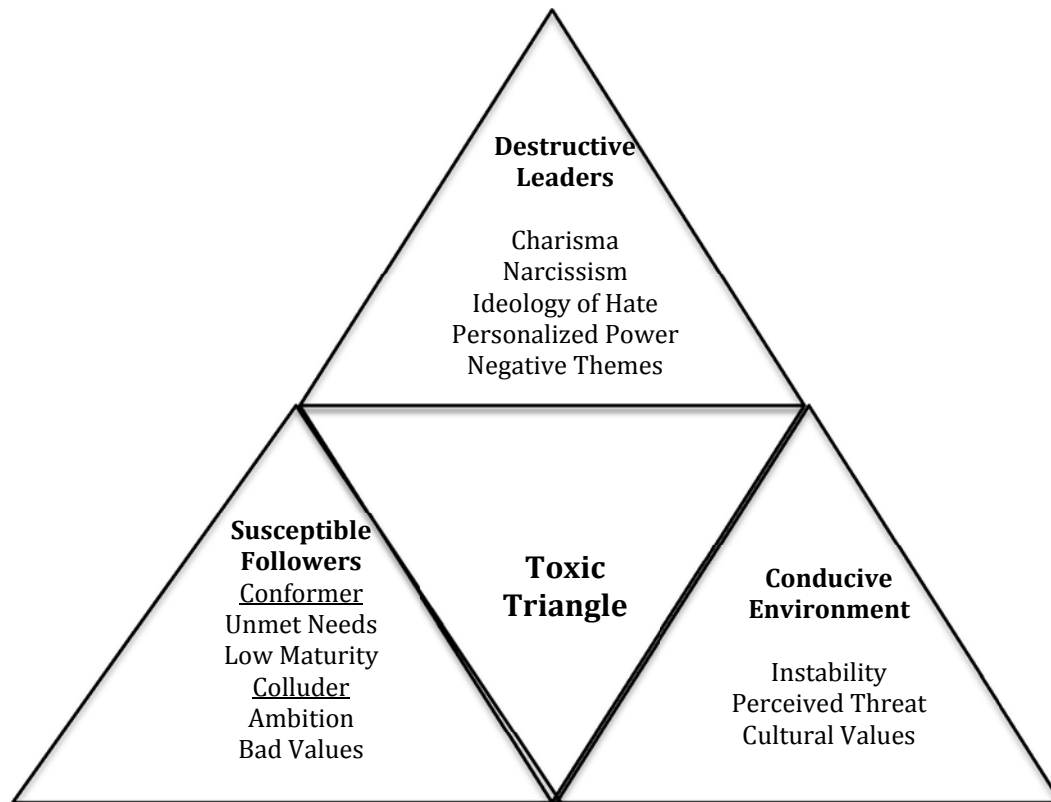 Destructive
Leaders
Charisma
Narcissism
Ideology of Hate
Personalized Power
Negative Themes
Susceptible
Followers
Conformer
Unmet Needs
Low Maturity
Colluder
Ambition
Bad Values
Toxic
Triangle
Conducive
Environment
Instability
Perceived Threat
Cultural Values